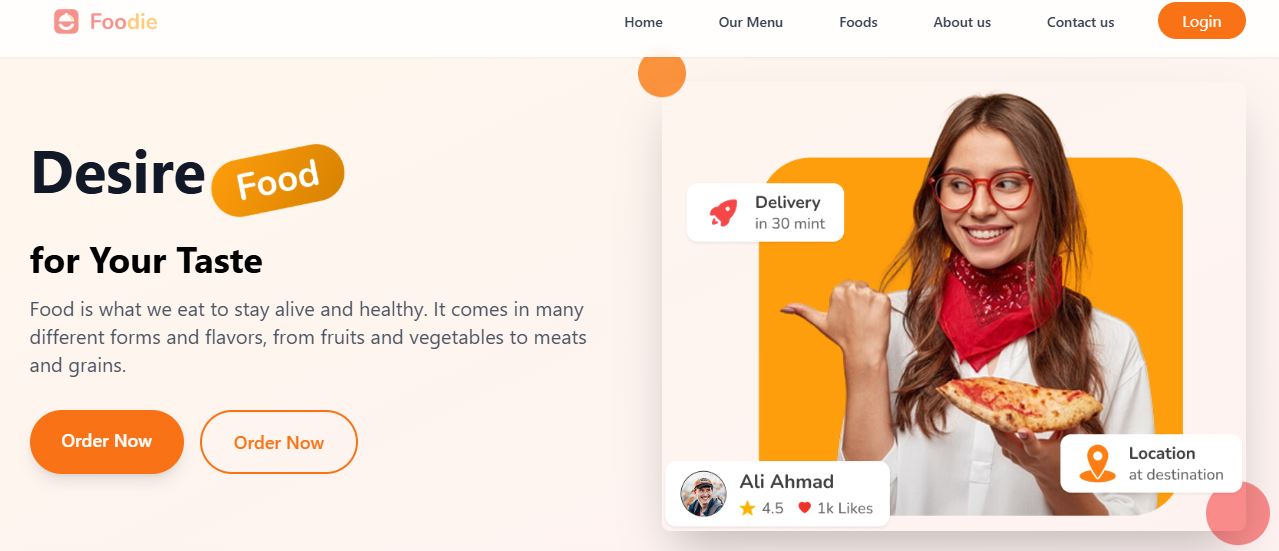 Foodie
Home
Our Menu
Foods
About us
Contact us
Login
Desire Food
for Your Taste
Food is what we eat to stay alive and healthy. It comes in many
different forms and flavors, from fruits and vegetables to meats
and grains.
Order Now
Order Now
Delivery
in 30 mint
Location
at destination
Ali Ahmad
4.5
1k Likes